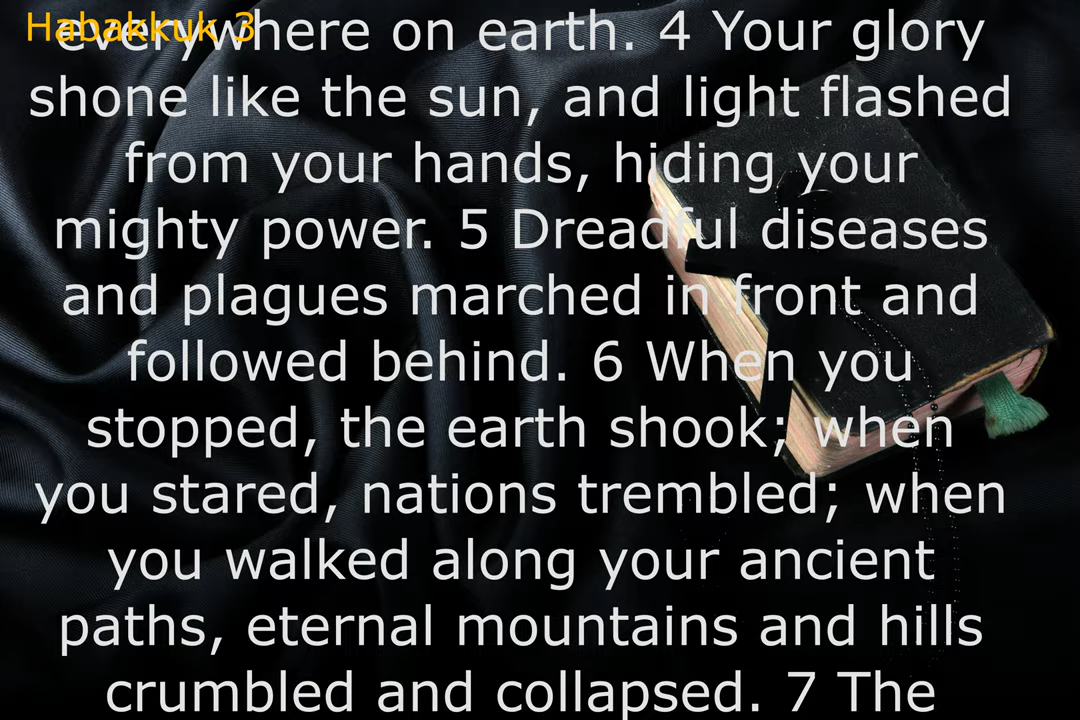 Habakkuk 3
everywhere on earth. 4 Your glory
shone like the sun, and light flashed
from your hands, hiding your
mighty power. 5 Dreadful diseases
and plagues marched in front and
followed behind. 6 When you
stopped, the earth shook; when
you stared, nations trembled; when
you walked along your ancient
paths, eternal mountains and hills
crumbled and collapsed. 7 The